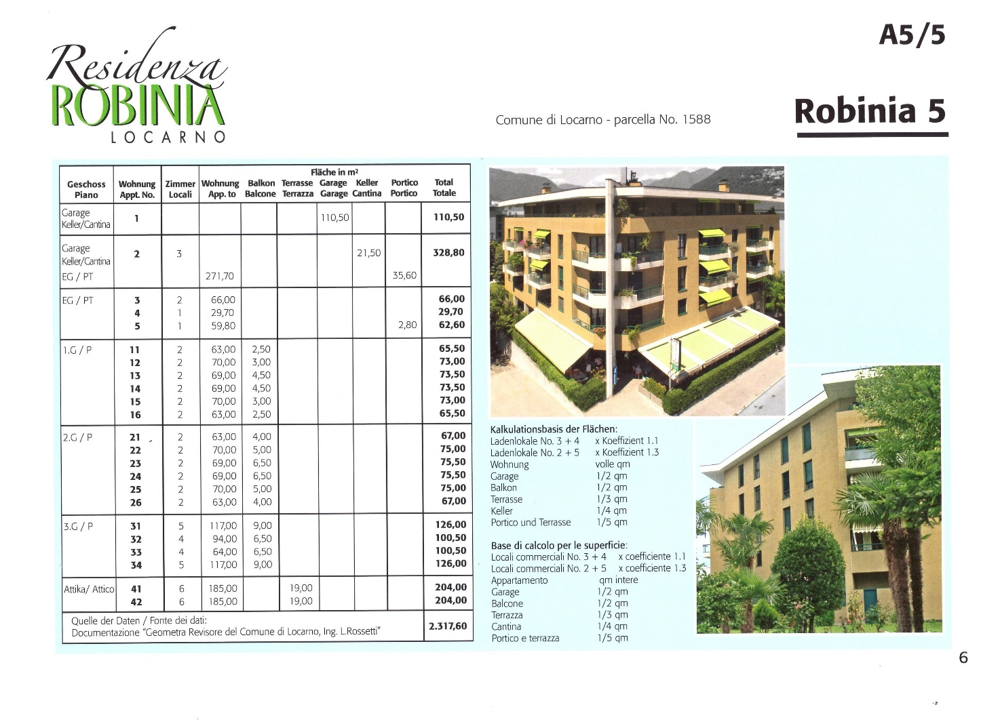 A5/5
Residenza
ROBINIA
LOCARNO
Comune di Locarno - parcella No. 1588
Robinia 5
Fläche in m²
Geschoss Wohnung Zimmer Wohnung Balkon Terrasse Garage Keller Portico Total
Piano Appt. No. Locali App. to Balcone Terrazza Garage Cantina Portico Totale
Garage
Keller/Cantina 1 110,50 110,50
Garage
Keller/Cantina 2 3 21,50 328,80
EG / PT 271,70 35,60
EG / PT 3 2 66,00 66,00
4 1 29,70 29,70
5 1 59,80 2,80 62,60
1.G / P 11 2 63,00 2,50 65,50
12 2 70,00 3,00 73,00
13 2 69,00 4,50 73,50
14 2 69,00 4,50 73,50
15 2 70,00 3,00 73,00
16 2 63,00 2,50 65,50
2.G / P 21 2 63,00 4,00 67,00
22 2 70,00 5,00 75,00
23 2 69,00 6,50 75,50
24 2 69,00 6,50 75,50
25 2 70,00 5,00 75,00
26 2 63,00 4,00 67,00
3.G / P 31 5 117,00 9,00 126,00
32 4 94,00 6,50 100,50
33 4 64,00 6,50 100,50
34 5 117,00 9,00 126,00
Attika/ Attico 41 6 185,00 19,00 204,00
42 6 185,00 19,00 204,00
Quelle der Daten / Fonte dei dati:
Documentazione "Geometra Revisore del Comune di Locarno, Ing. L.Rossetti" 2.317,60
Kalkulationsbasis der Flächen:
Ladenlokale No. 3 + 4 x Koeffizient 1.1
Ladenlokale No. 2 + 5 x Koeffizient 1.3
Wohnung volle qm
Garage 1/2 qm
Balkon 1/2 qm
Terrasse 1/3 qm
Keller 1/4 qm
Portico und Terrasse 1/5 qm
Base di calcolo per le superficie:
Locali commerciali No. 3 + 4 x coefficiente 1.1
Locali commerciali No. 2 + 5 x coefficiente 1.3
Appartamento qm intere
Garage 1/2 qm
Balcone 1/2 qm
Terrazza 1/3 qm
Cantina 1/4 qm
Portico e terrazza 1/5 qm
6